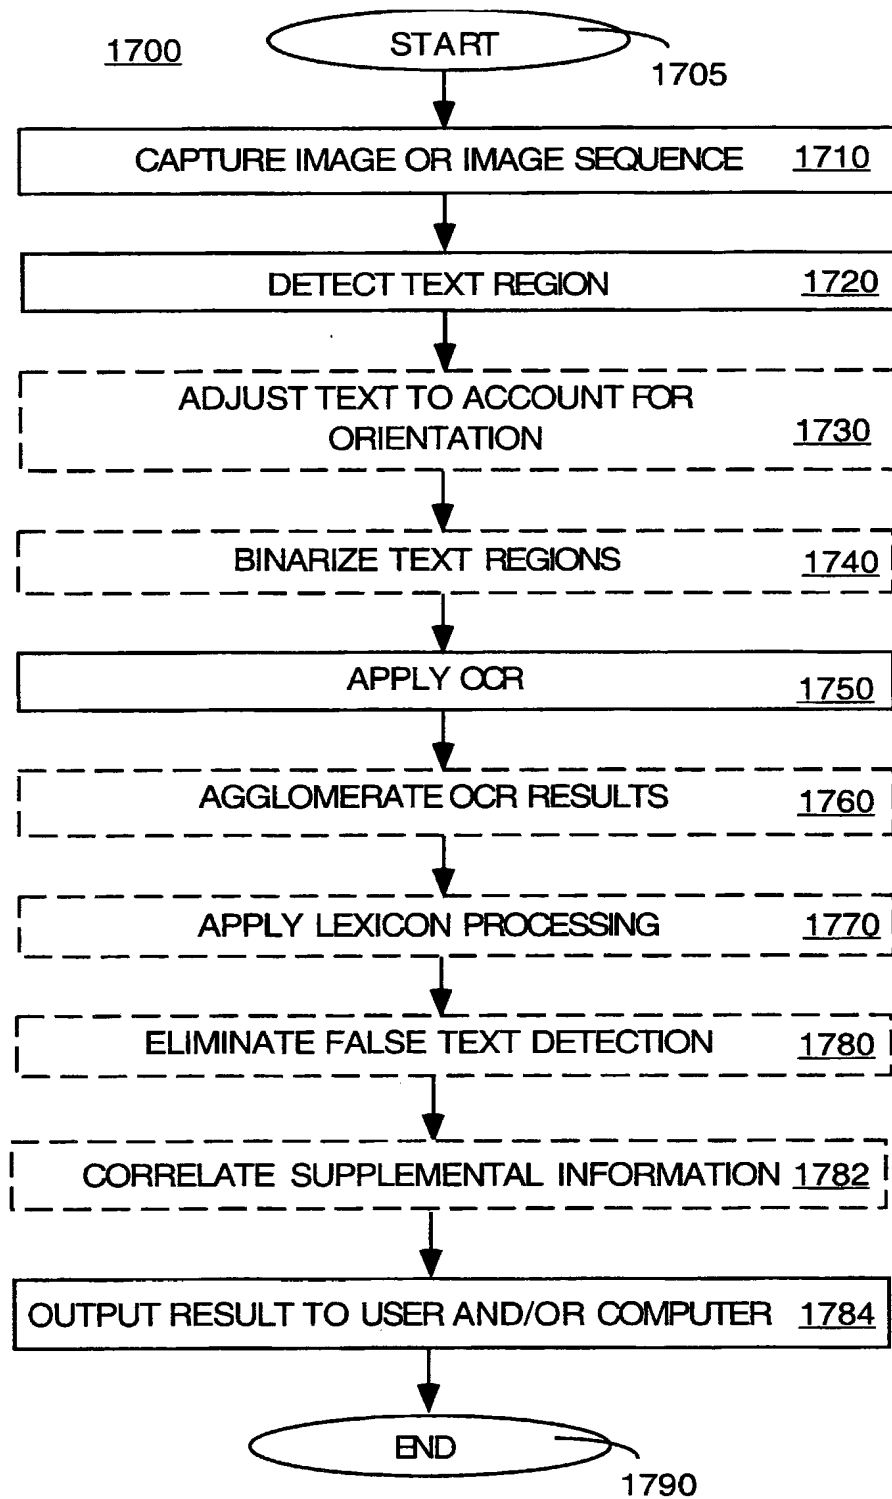 1700
START
1705
CAPTURE IMAGE OR IMAGE SEQUENCE 1710
DETECT TEXT REGION 1720
ADJUST TEXT TO ACCOUNT FOR
ORIENTATION 1730
BINARIZE TEXT REGIONS 1740
APPLY OCR 1750
AGGLOMERATE OCR RESULTS 1760
APPLY LEXICON PROCESSING 1770
ELIMINATE FALSE TEXT DETECTION 1780
CORRELATE SUPPLEMENTAL INFORMATION 1782
OUTPUT RESULT TO USER AND/OR COMPUTER 1784
END
1790